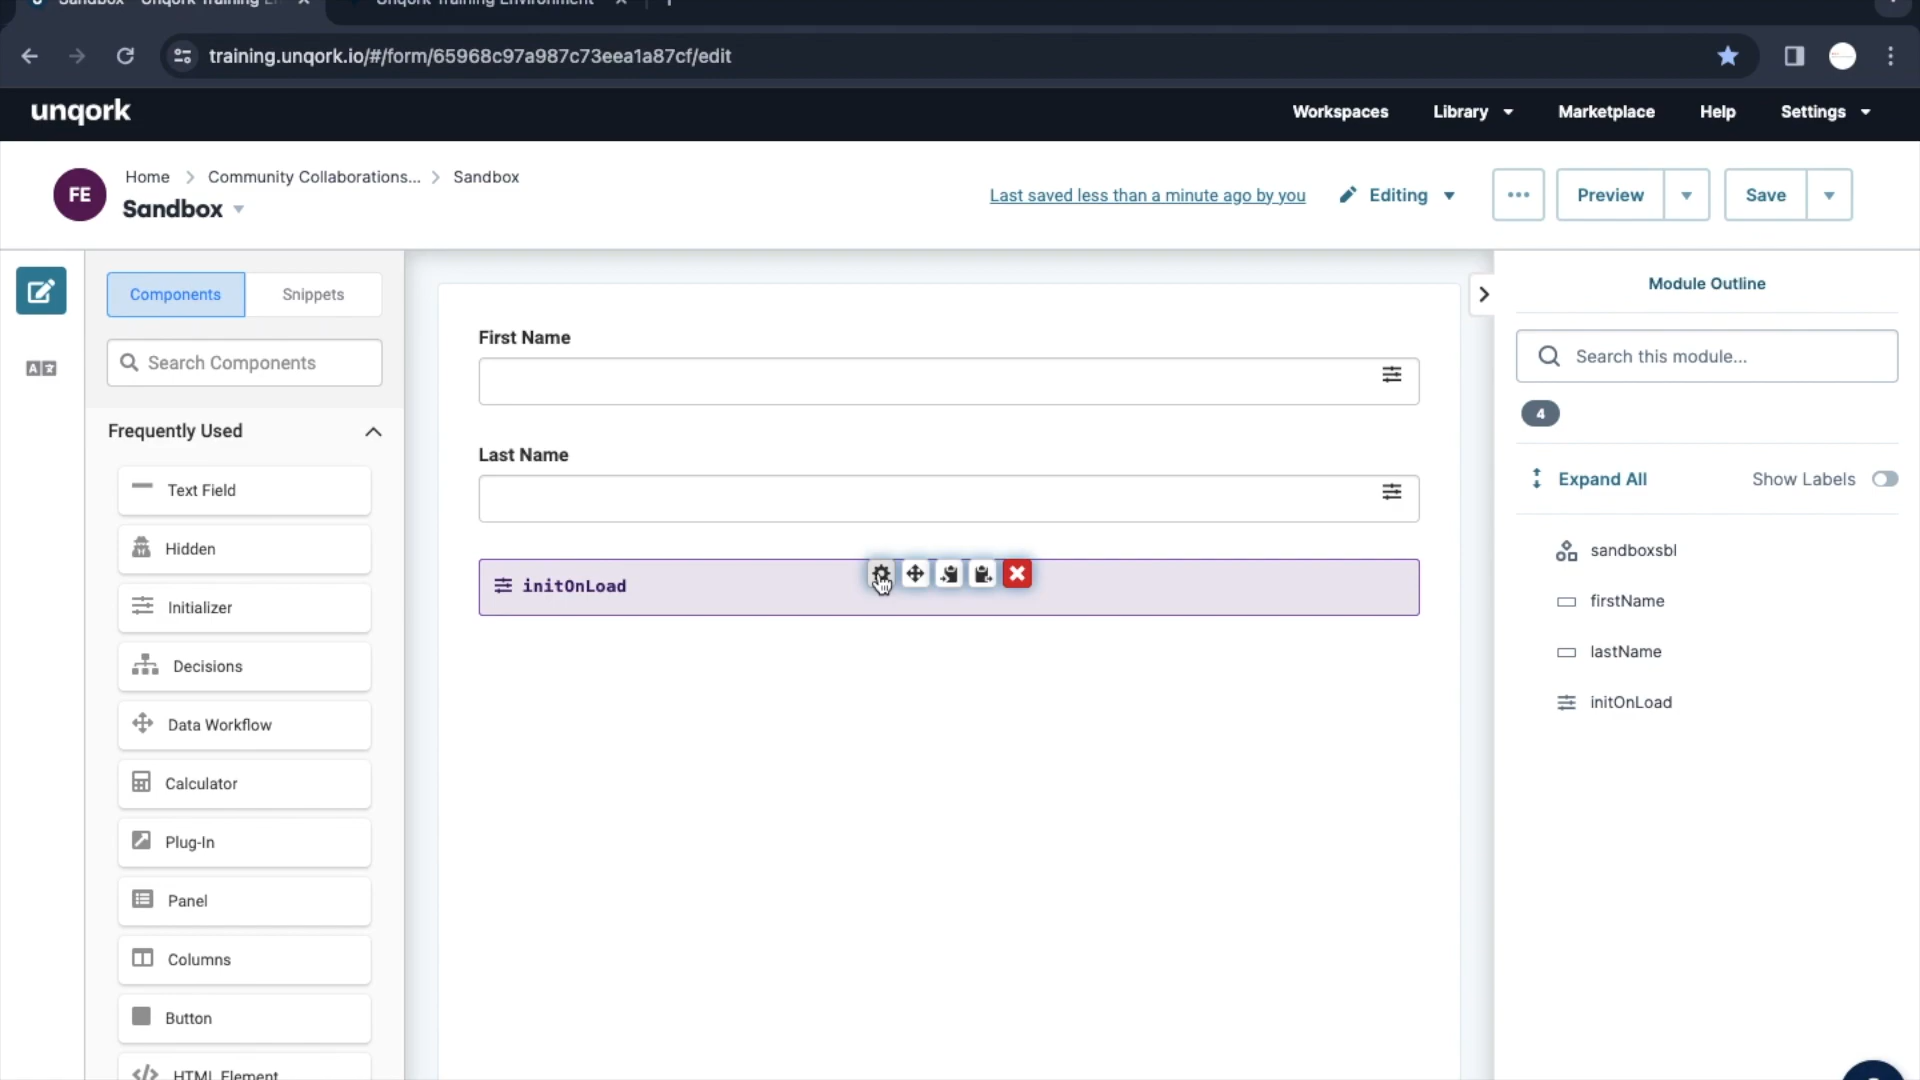 Sandbox - Unqork Training E
Unqork Training Environment
training.unqork.io/#/form/65968c97a987c73eea1a87cf/edit
unqork
Workspaces
Library
Marketplace
Help
Settings
FE
Home > Community Collaborations... > Sandbox
Sandbox
Last saved less than a minute ago by you
Editing
...
Preview
Save
Components
Snippets
Search Components
Frequently Used
Text Field
Hidden
Initializer
Decisions
Data Workflow
Calculator
Plug-In
Panel
Columns
Button
HTML Element
First Name
Last Name
initOnLoad
Module Outline
Search this module...
4
Expand All
Show Labels
sandboxsbl
firstName
lastName
initOnLoad